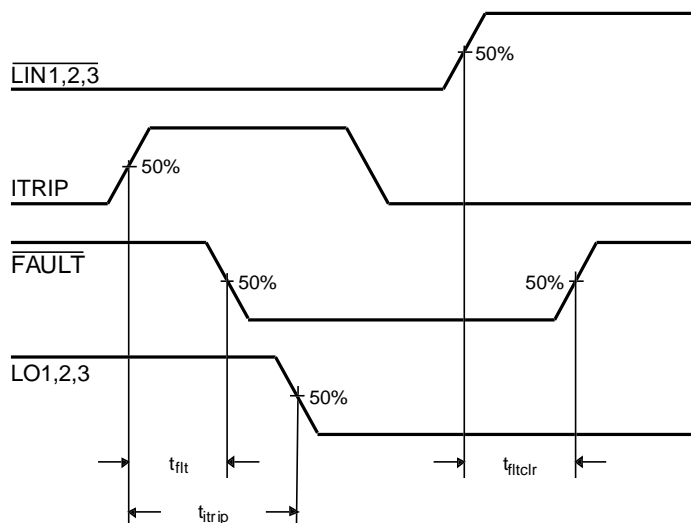 LIN1,2,3
50%
ITRIP
50%
FAULT
50%
50%
LO1,2,3
50%
tflt
tfltclr
titrip